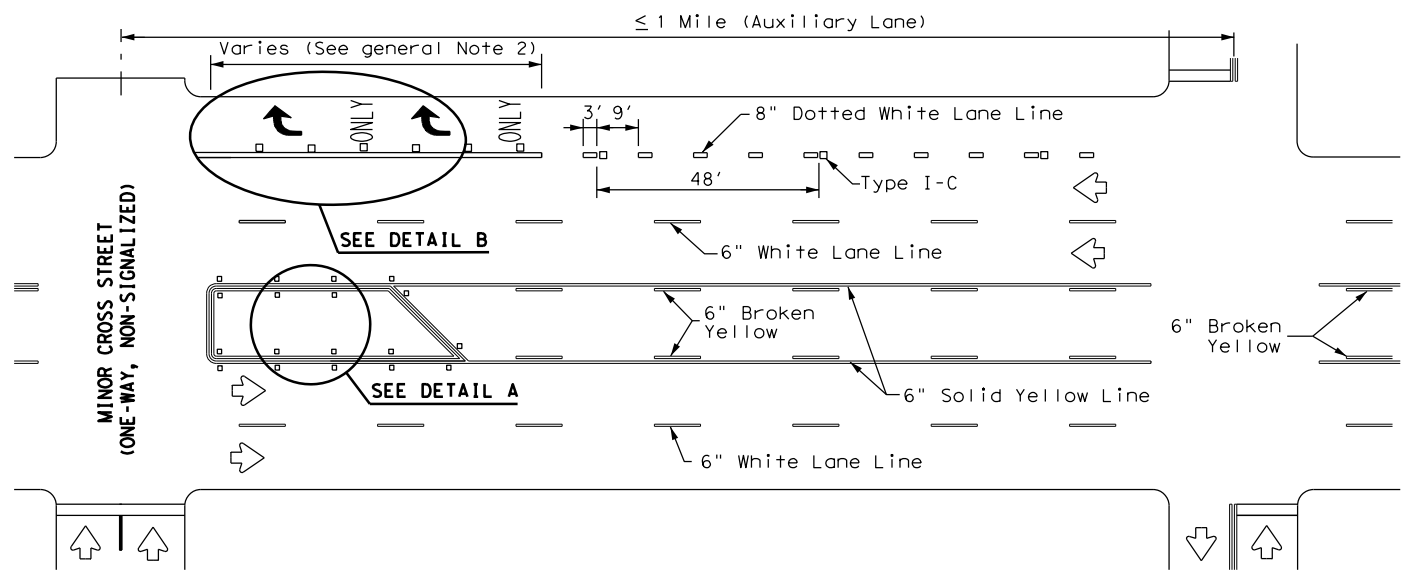 ≤ 1 Mile (Auxiliary Lane)
Varies (See general Note 2)
ONLY
ONLY
3' 9'
8" Dotted White Lane Line
48'
Type I-C
SEE DETAIL B
6" White Lane Line
MINOR CROSS STREET
(ONE-WAY, NON-SIGNALIZED)
6" Broken
Yellow
6" Broken
Yellow
SEE DETAIL A
6" Solid Yellow Line
6" White Lane Line